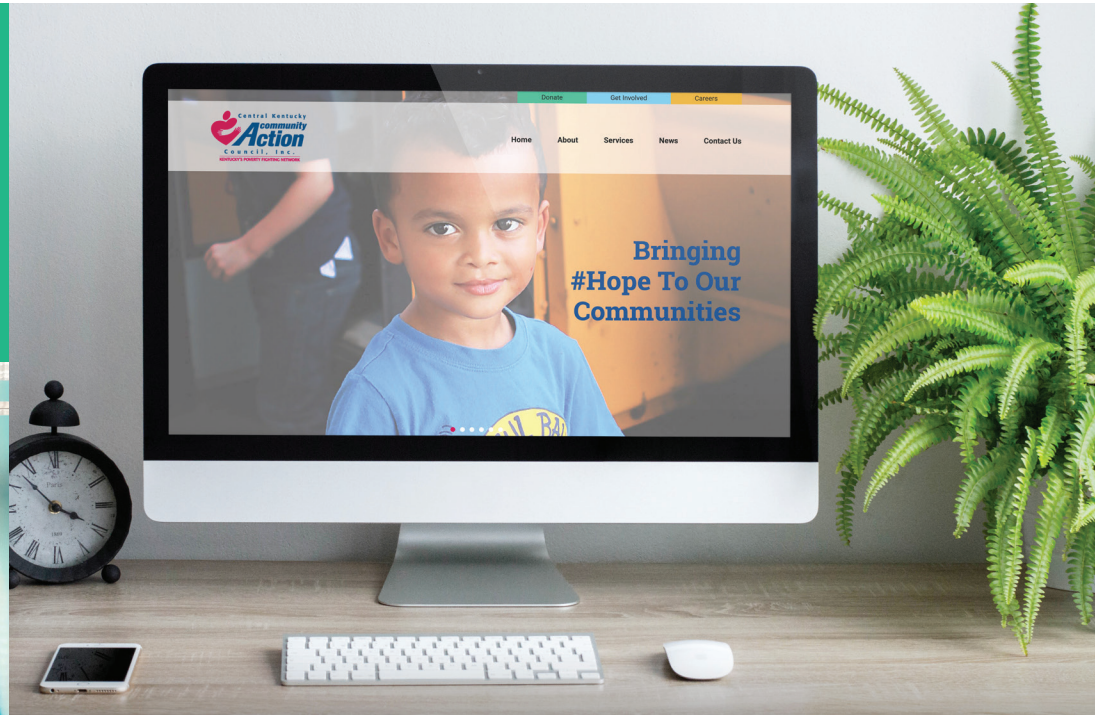 Donate
Get Involved
Careers
Central Kentucky
community
Action
Council, Inc.
KENTUCKY'S POVERTY FIGHTING NETWORK
Home
About
Services
News
Contact Us
Bringing
#Hope To Our
Communities